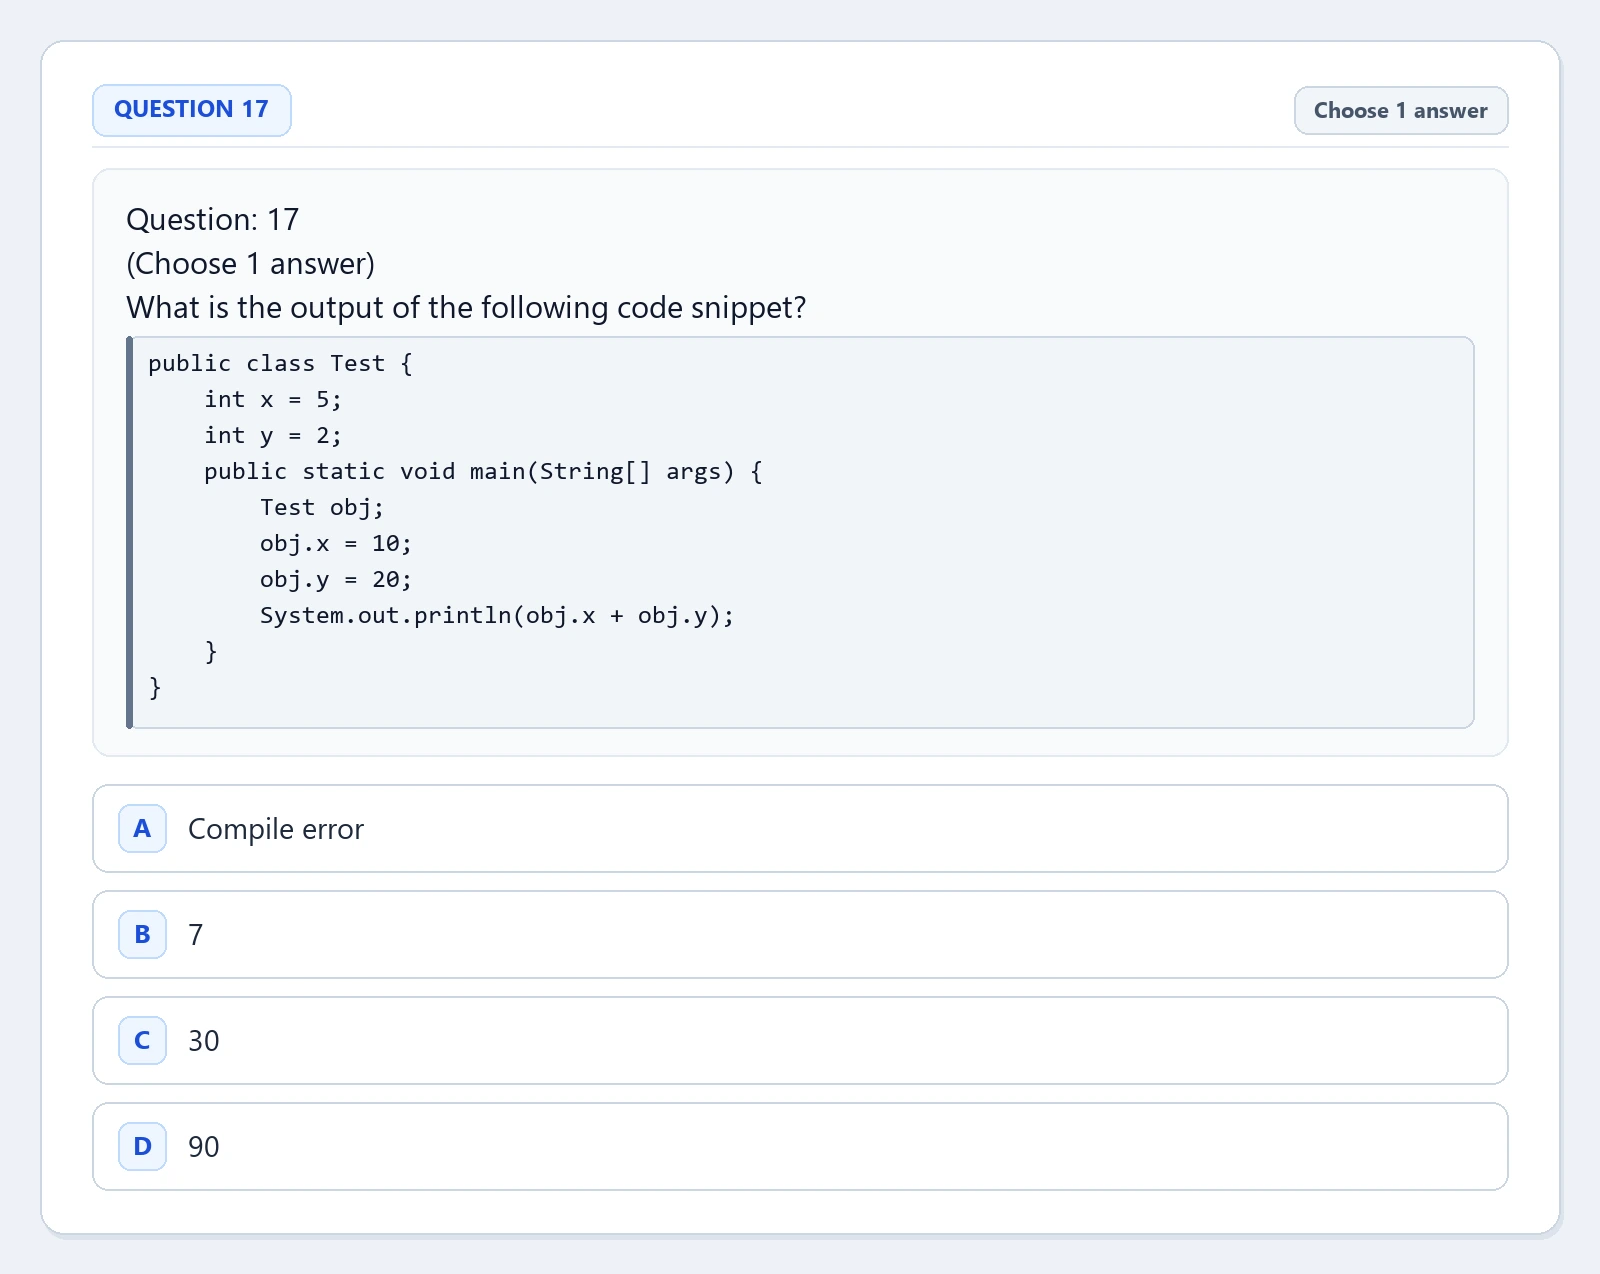 QUESTION 17
Choose 1 answer
Question: 17
(Choose 1 answer)
What is the output of the following code snippet?
public class Test {
    int x = 5;
    int y = 2;
    public static void main(String[] args) {
        Test obj;
        obj.x = 10;
        obj.y = 20;
        System.out.println(obj.x + obj.y);
    }
}
A Compile error
B 7
C 30
D 90